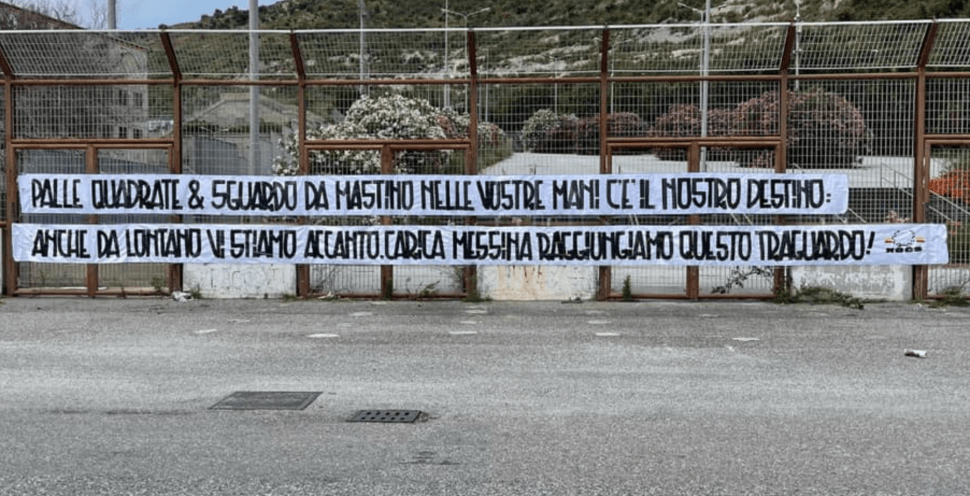 PALLE QUADRATE & SGUARDO DA MASTINO NELLE VOSTRE MANI C'E' IL NOSTRO DESTINO:
ANCHE DA LONTANO VI STIAMO ACCANTO.CARICA MESSINA RAGGIUNGIAMO QUESTO TRAGUARDO!